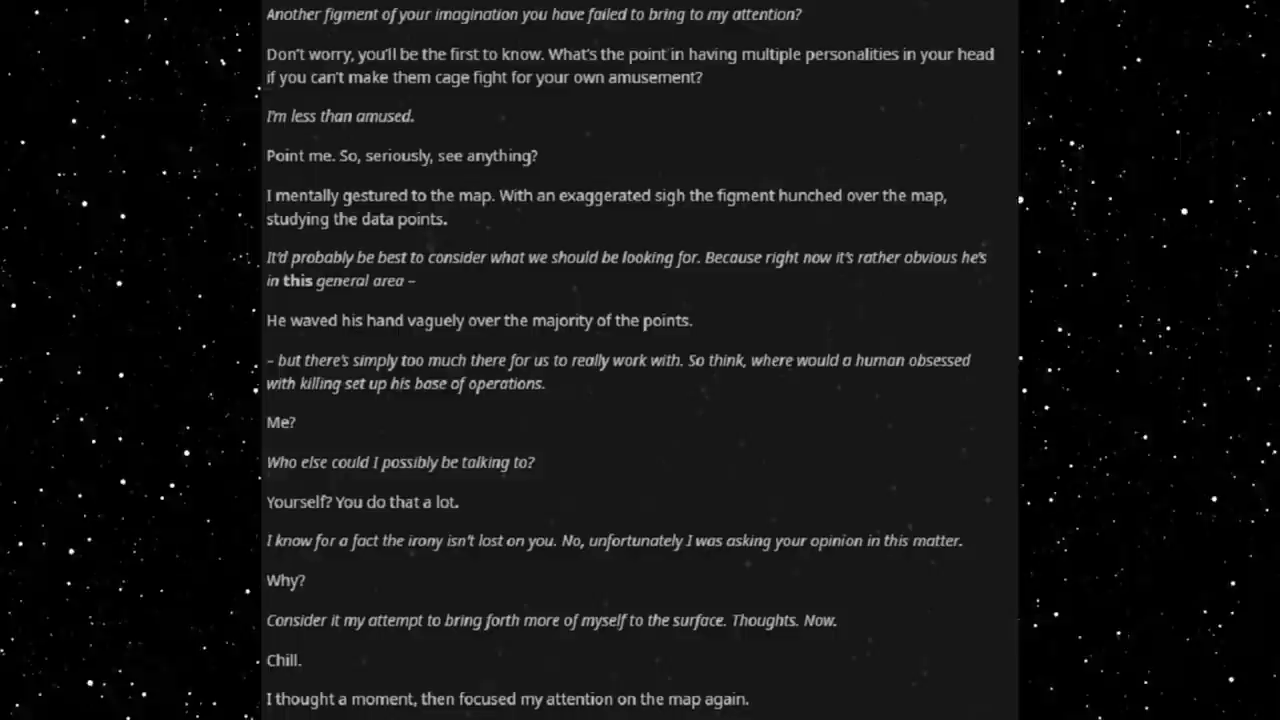 Another figment of your imagination you have failed to bring to my attention?
Don't worry, you'll be the first to know. What's the point in having multiple personalities in your head
if you can't make them cage fight for your own amusement?
I'm less than amused.
Point me. So, seriously, see anything?
I mentally gestured to the map. With an exaggerated sigh the figment hunched over the map,
studying the data points.
It'd probably be best to consider what we should be looking for. Because right now it's rather obvious he's
in this general area –
He waved his hand vaguely over the majority of the points.
– but there's simply too much there for us to really work with. So think, where would a human obsessed
with killing set up his base of operations.
Me?
Who else could I possibly be talking to?
Yourself? You do that a lot.
I know for a fact the irony isn't lost on you. No, unfortunately I was asking your opinion in this matter.
Why?
Consider it my attempt to bring forth more of myself to the surface. Thoughts. Now.
Chill.
I thought a moment, then focused my attention on the map again.